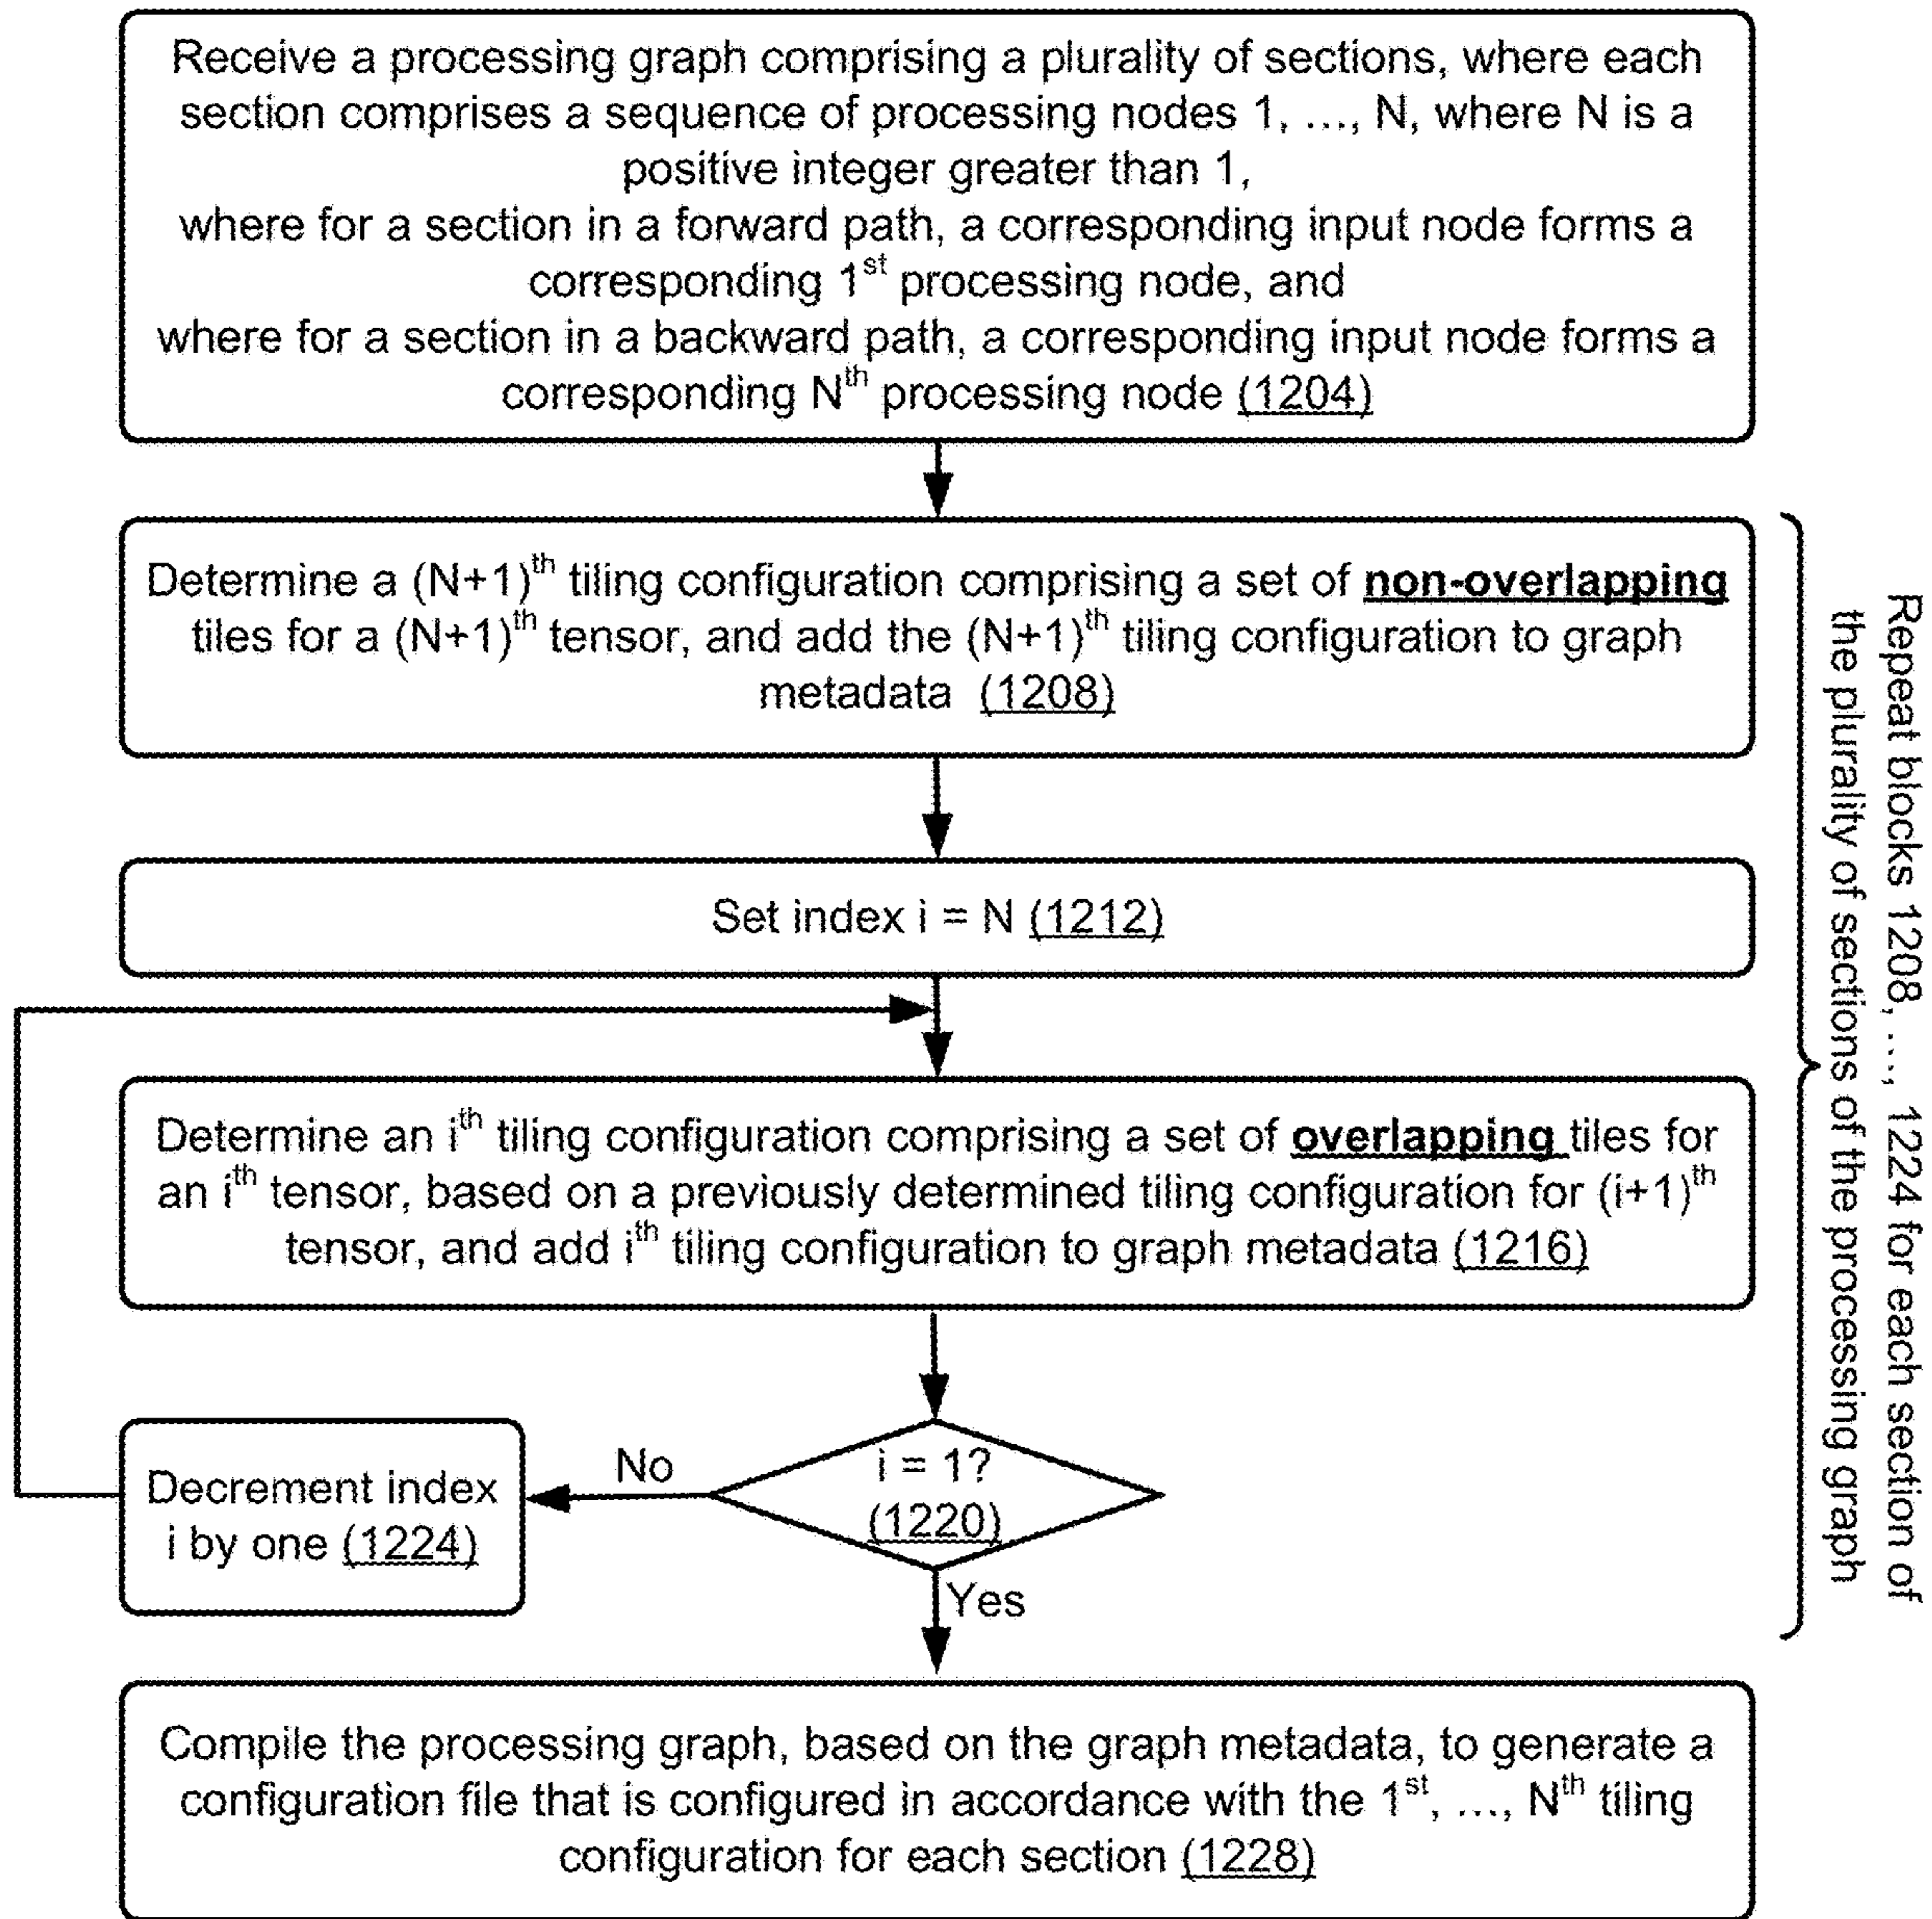 Receive a processing graph comprising a plurality of sections, where each
section comprises a sequence of processing nodes 1, ..., N, where N is a
positive integer greater than 1,
where for a section in a forward path, a corresponding input node forms a
corresponding 1st processing node, and
where for a section in a backward path, a corresponding input node forms a
corresponding Nth processing node (1204)
Determine a (N+1)th tiling configuration comprising a set of non-overlapping
tiles for a (N+1)th tensor, and add the (N+1)th tiling configuration to graph
metadata (1208)
Set index i = N (1212)
Determine an ith tiling configuration comprising a set of overlapping tiles for
an ith tensor, based on a previously determined tiling configuration for (i+1)th
tensor, and add ith tiling configuration to graph metadata (1216)
i = 1?
(1220)
No
Decrement index
i by one (1224)
Yes
Compile the processing graph, based on the graph metadata, to generate a
configuration file that is configured in accordance with the 1st, ..., Nth tiling
configuration for each section (1228)
Repeat blocks 1208, ..., 1224 for each section of
the plurality of sections of the processing graph